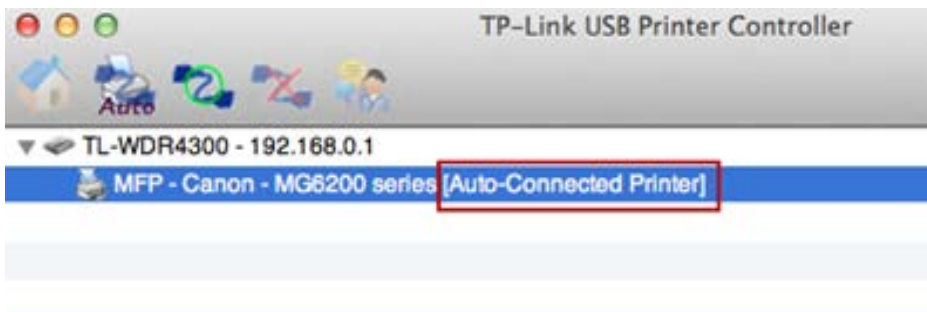 TP-Link USB Printer Controller
Auto
TL-WDR4300 - 192.168.0.1
MFP - Canon - MG6200 series [Auto-Connected Printer]